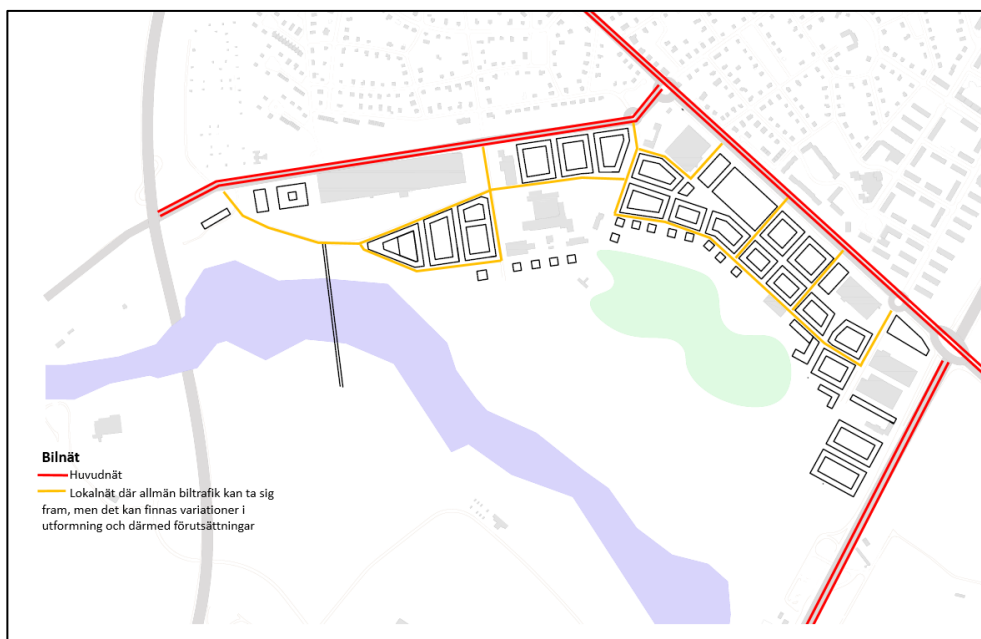 Bilnät
Huvudnät
Lokalnät där allmän biltrafik kan ta sig
fram, men det kan finnas variationer i
utformning och därmed förutsättningar